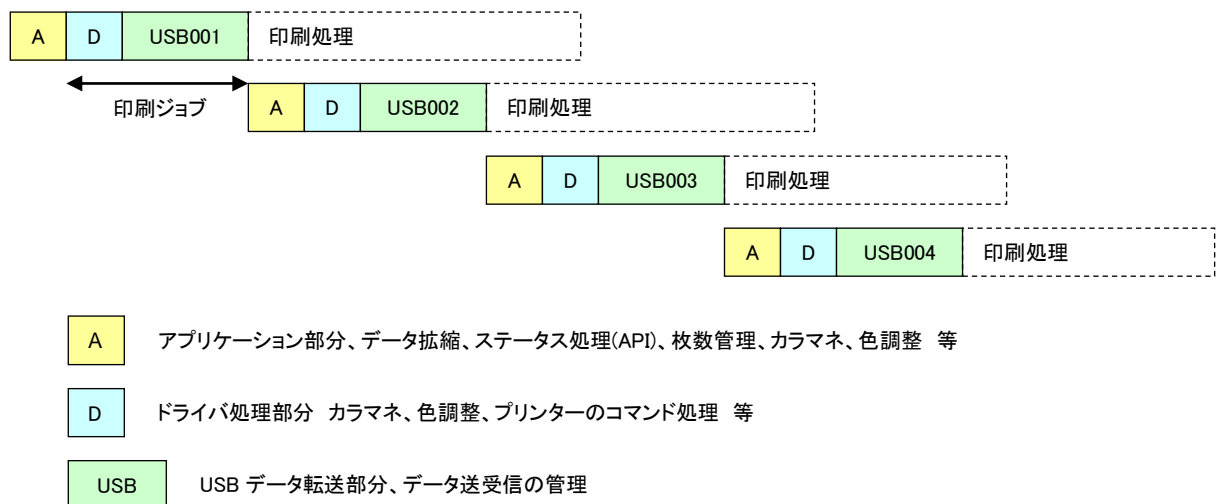 A D USB001 印刷処理
印刷ジョブ
A D USB002 印刷処理
A D USB003 印刷処理
A D USB004 印刷処理
A アプリケーション部分、データ拡縮、ステータス処理(API)、枚数管理、カラマネ、色調整 等
D ドライバ処理部分 カラマネ、色調整、プリンターのコマンド処理 等
USB USB データ転送部分、データ送受信の管理